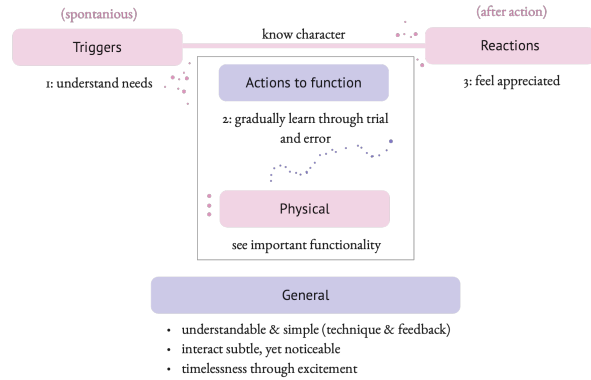 (spontanious)
(after action)
Triggers
know character
Reactions
1: understand needs
Actions to function
3: feel appreciated
2: gradually learn through trial
and error
Physical
see important functionality
General
• understandable & simple (technique & feedback)
• interact subtle, yet noticeable
• timelessness through excitement